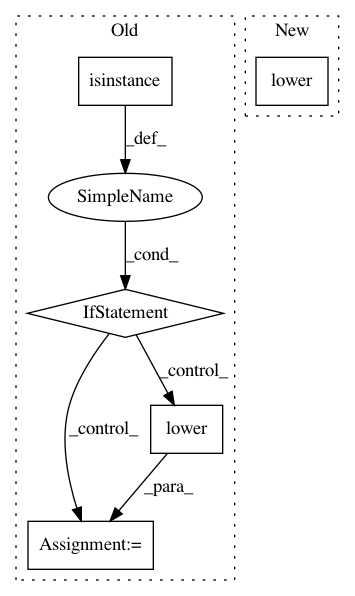 Old
New
isinstance
lower
_def_
SimpleName
_cond_
IfStatement
_control_
_control_
lower
_para_
Assignment:=